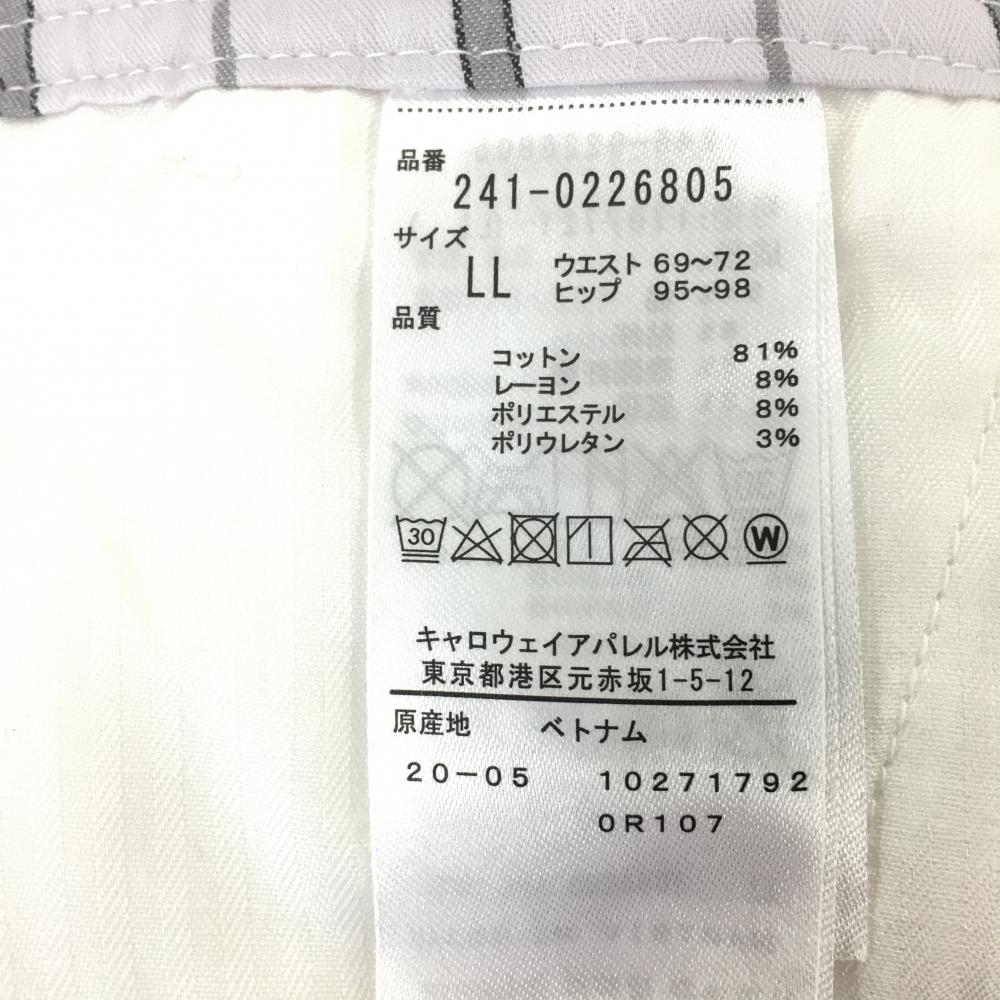 品番
241-0226805
サイズ
LL ウエスト 69〜72
ヒップ 95〜98
品質
コットン 81%
レーヨン 8%
ポリエステル 8%
ポリウレタン 3%
30 W
キャロウェイアパレル株式会社
東京都港区元赤坂1-5-12
原産地 ベトナム
20-05 10271792
0R107